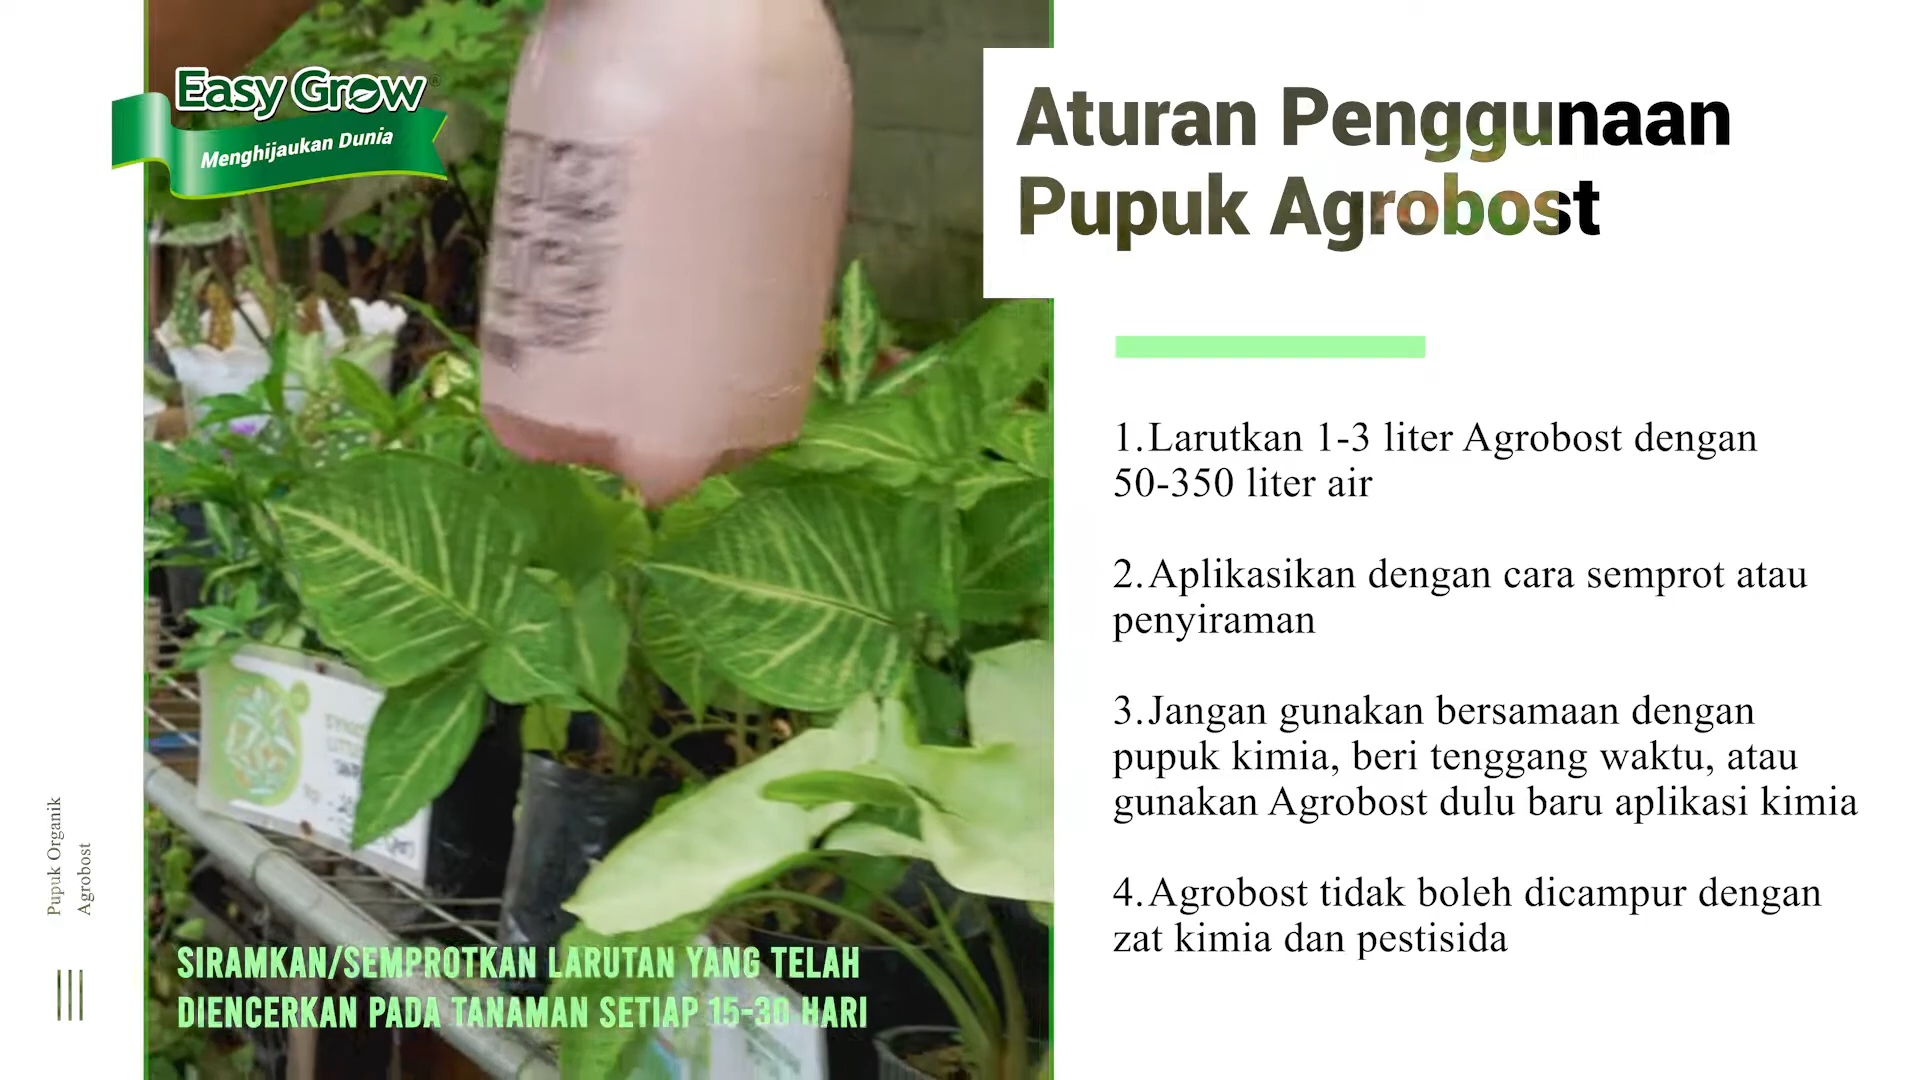 Easy Grow
Menghijaukan Dunia
Aturan Penggunaan
Pupuk Agrobost
1.Larutkan 1-3 liter Agrobost dengan
50-350 liter air
2.Aplikasikan dengan cara semprot atau
penyiraman
3.Jangan gunakan bersamaan dengan
pupuk kimia, beri tenggang waktu, atau
gunakan Agrobost dulu baru aplikasi kimia
4.Agrobost tidak boleh dicampur dengan
zat kimia dan pestisida
SIRAMKAN/SEMPROTKAN LARUTAN YANG TELAH
DIENCERKAN PADA TANAMAN SETIAP 15-30 HARI
Pupuk Organik
Agrobost